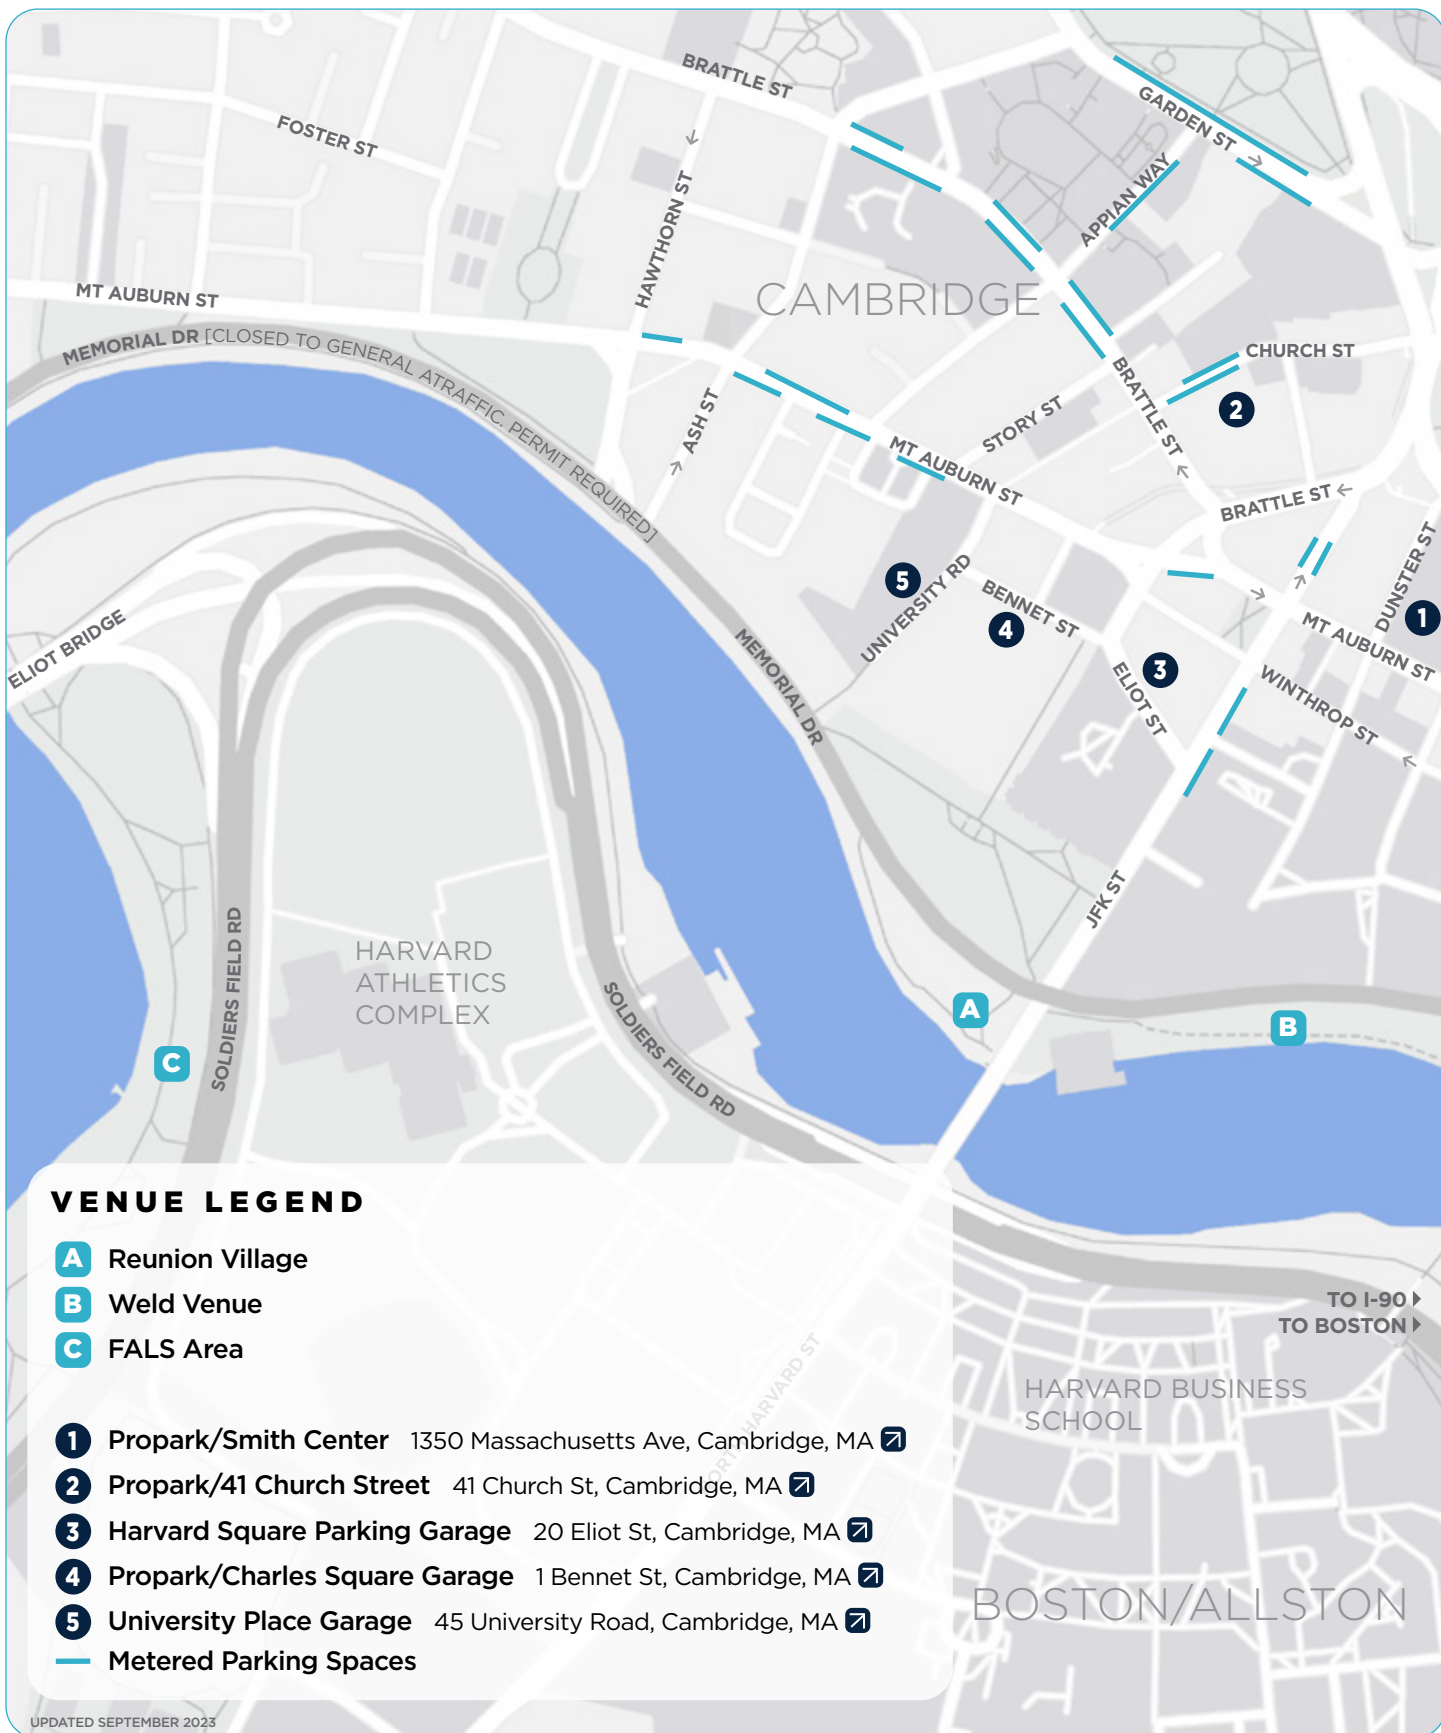 BRATTLE ST
GARDEN ST
FOSTER ST
APPIAN WAY
HAWTHORN ST
MT AUBURN ST
CAMBRIDGE
MEMORIAL DR [CLOSED TO GENERAL ATRAFFIC. PERMIT REQUIRED]
CHURCH ST
BRATTLE ST
2
ASH ST
STORY ST
MT AUBURN ST
BRATTLE ST
DUNSTER ST
5
UNIVERSITY RD
BENNET ST
4
1
MT AUBURN ST
ELIOT BRIDGE
MEMORIAL DR
3
ELIOT ST
WINTHROP ST
JFK ST
SOLDIERS FIELD RD
HARVARD
ATHLETICS
COMPLEX
SOLDIERS FIELD RD
A
B
C
VENUE LEGEND
A Reunion Village
B Weld Venue
C FALS Area
1 Propark/Smith Center 1350 Massachusetts Ave, Cambridge, MA
2 Propark/41 Church Street 41 Church St, Cambridge, MA
3 Harvard Square Parking Garage 20 Eliot St, Cambridge, MA
4 Propark/Charles Square Garage 1 Bennet St, Cambridge, MA
5 University Place Garage 45 University Road, Cambridge, MA
Metered Parking Spaces
HARVARD ST
TO I-90
TO BOSTON
HARVARD BUSINESS
SCHOOL
BOSTON/ALLSTON
UPDATED SEPTEMBER 2023